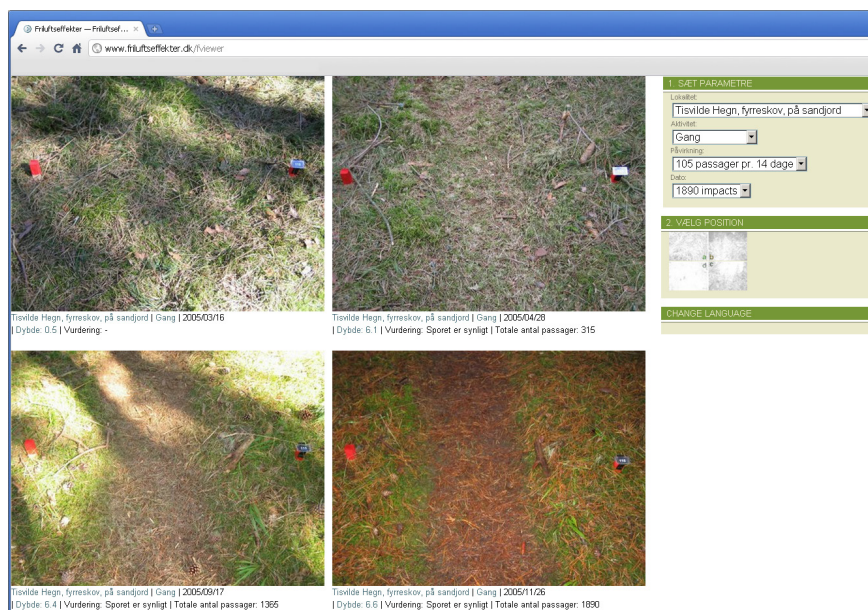 Friluftseffekter — Friluftsef...
www.friluftseffekter.dk/fviewer
Tisvilde Hegn, fyrreskov, på sandjord | Gang | 2005/03/16
| Dybde: 0.5 | Vurdering: -
Tisvilde Hegn, fyrreskov, på sandjord | Gang | 2005/04/28
| Dybde: 6.1 | Vurdering: Sporet er synligt | Totale antal passager: 315
Tisvilde Hegn, fyrreskov, på sandjord | Gang | 2005/09/17
| Dybde: 6.4 | Vurdering: Sporet er synligt | Totale antal passager: 1365
Tisvilde Hegn, fyrreskov, på sandjord | Gang | 2005/11/26
| Dybde: 6.6 | Vurdering: Sporet er synligt | Totale antal passager: 1890
1. SÆT PARAMETRE
Lokalitet:
Tisvilde Hegn, fyrreskov, på sandjord
Aktivitet:
Gang
Påvirkning:
105 passager pr. 14 dage
Dato:
1890 impacts
2. VÆLG POSITION
a b
d
CHANGE LANGUAGE